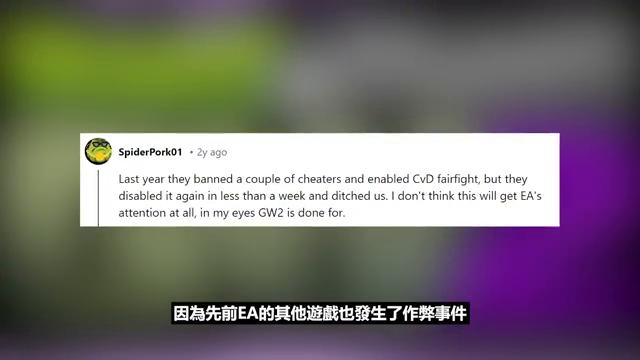 SpiderPork01 • 2y ago
Last year they banned a couple of cheaters and enabled CvD fairfight, but they
disabled it again in less than a week and ditched us. I don't think this will get EA's
attention at all, in my eyes GW2 is done for.
因為先前EA的其他遊戲也發生了作弊事件